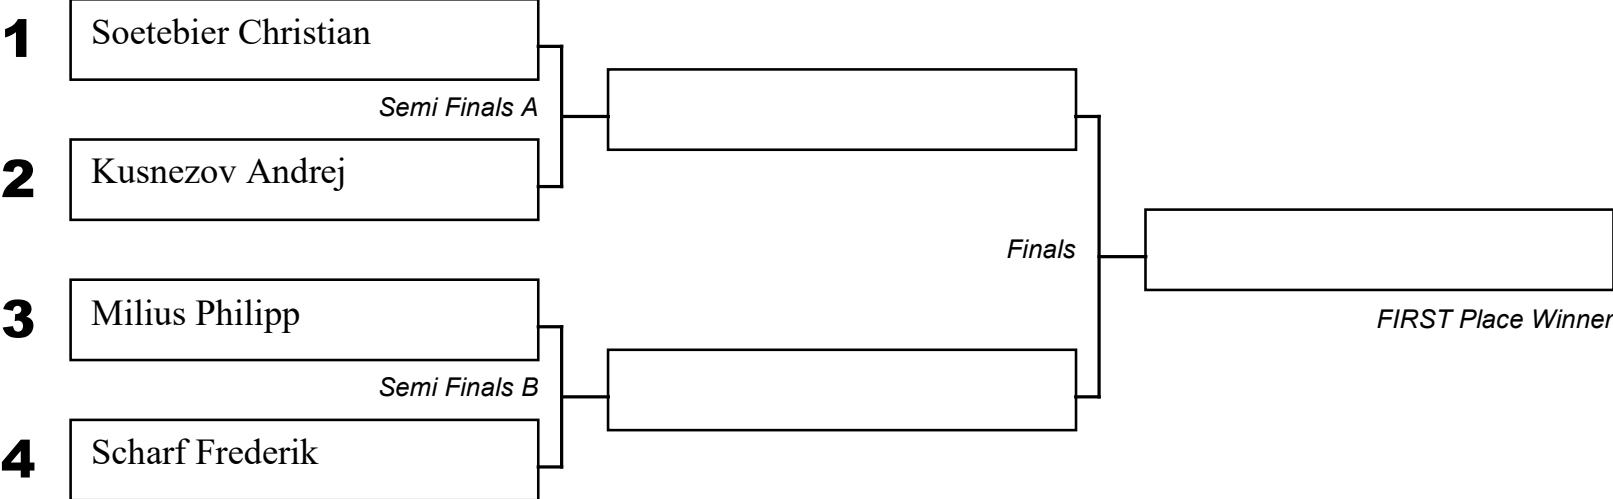 1 Soetebier Christian
Semi Finals A
2 Kusnezov Andrej
Finals
3 Milius Philipp
FIRST Place Winner
Semi Finals B
4 Scharf Frederik